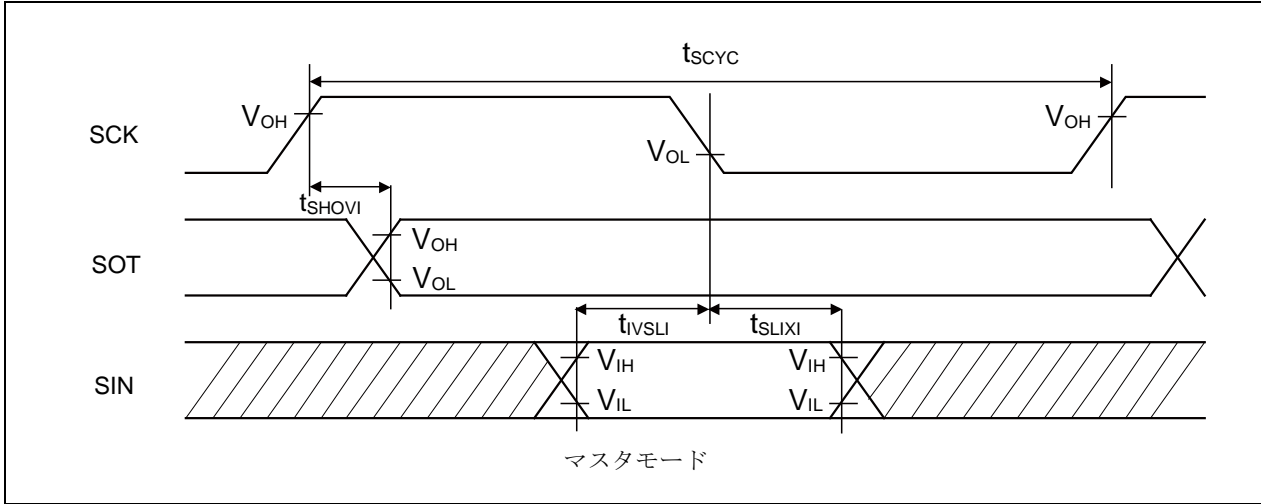 tSCYC
SCK
VOH
VOL
VOH
tSHOVI
SOT
VOH
VOL
tIVSLI
tSLIXI
SIN
VIH
VIL
VIH
VIL
マスタモード